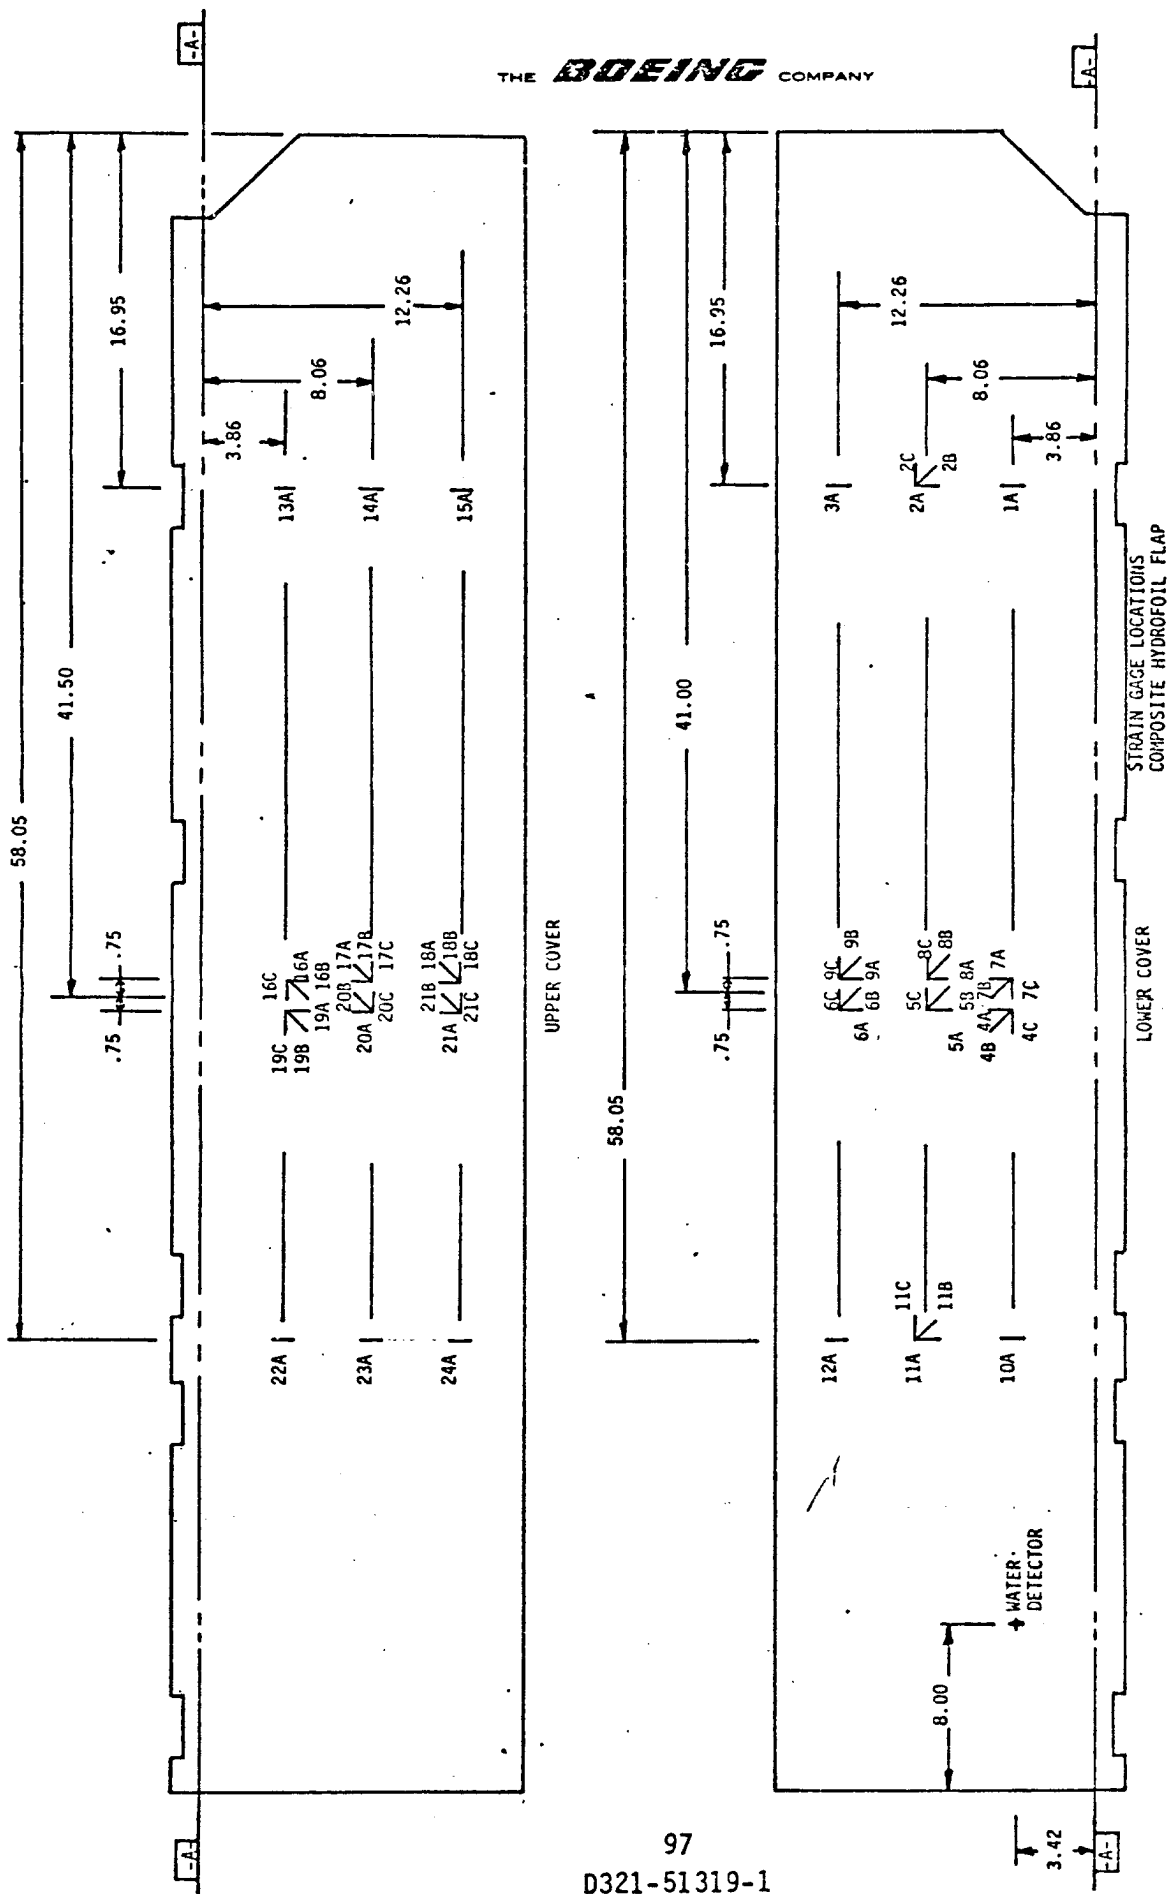 THE BOEING COMPANY
-A-
-A-
58.05
41.50
16.95
12.26
8.06
3.86
.75
.75
13A
14A
15A
16C
16A
16B
17A
17B
17C
18A
18B
18C
19C
19B
19A
20B
20A
20C
21B
21A
21C
22A
23A
24A
UPPER COVER
-A-
-A-
58.05
41.00
16.95
12.26
8.06
3.86
.75
.75
3A
2C
2A
2B
1A
9C
9B
9A
6C
6B
6A
8C
8B
8A
5C
5B
5A
7A
7B
7C
4A
4B
4C
12A
11C
11A
11B
10A
WATER
DETECTOR
8.00
3.42
LOWER COVER
STRAIN GAGE LOCATIONS
COMPOSITE HYDROFOIL FLAP
97
D321-51319-1